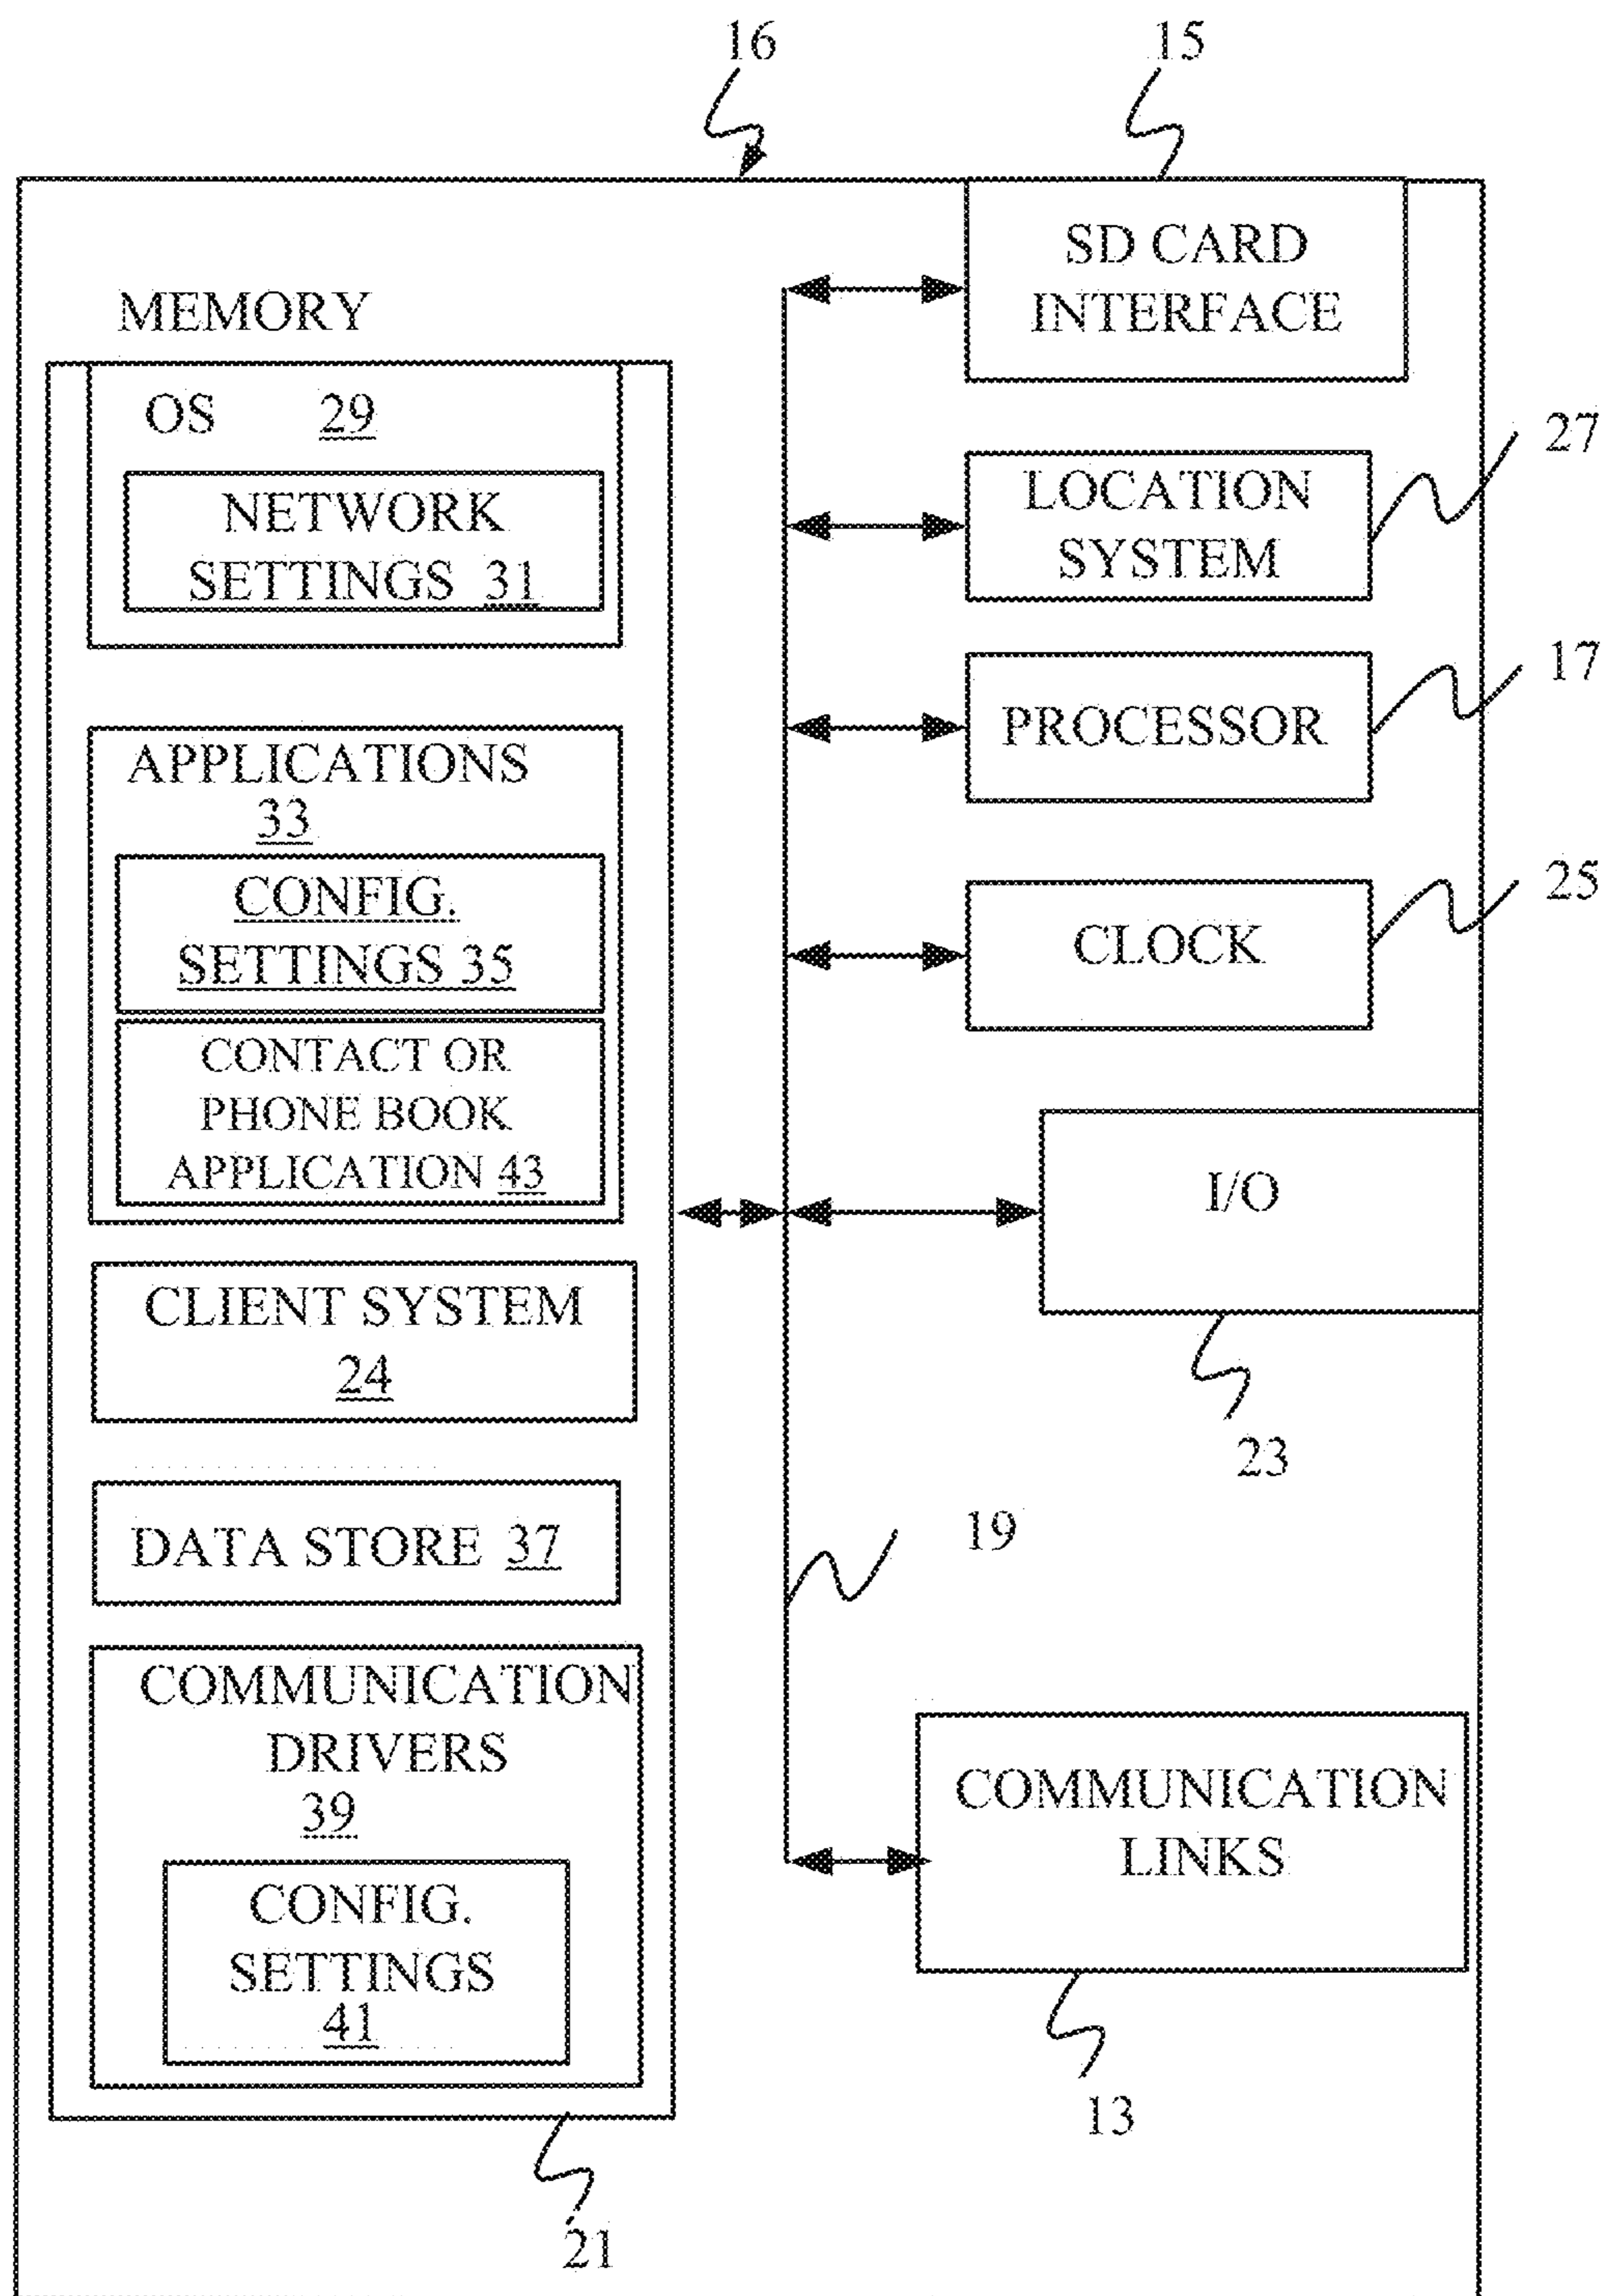 16
15
SD CARD
INTERFACE
MEMORY
OS 29
NETWORK
SETTINGS 31
27
LOCATION
SYSTEM
17
PROCESSOR
APPLICATIONS
33
CONFIG.
SETTINGS 35
25
CLOCK
CONTACT OR
PHONE BOOK
APPLICATION 43
I/O
23
CLIENT SYSTEM
24
19
DATA STORE 37
COMMUNICATION
DRIVERS
39
CONFIG.
SETTINGS
41
COMMUNICATION
LINKS
13
21